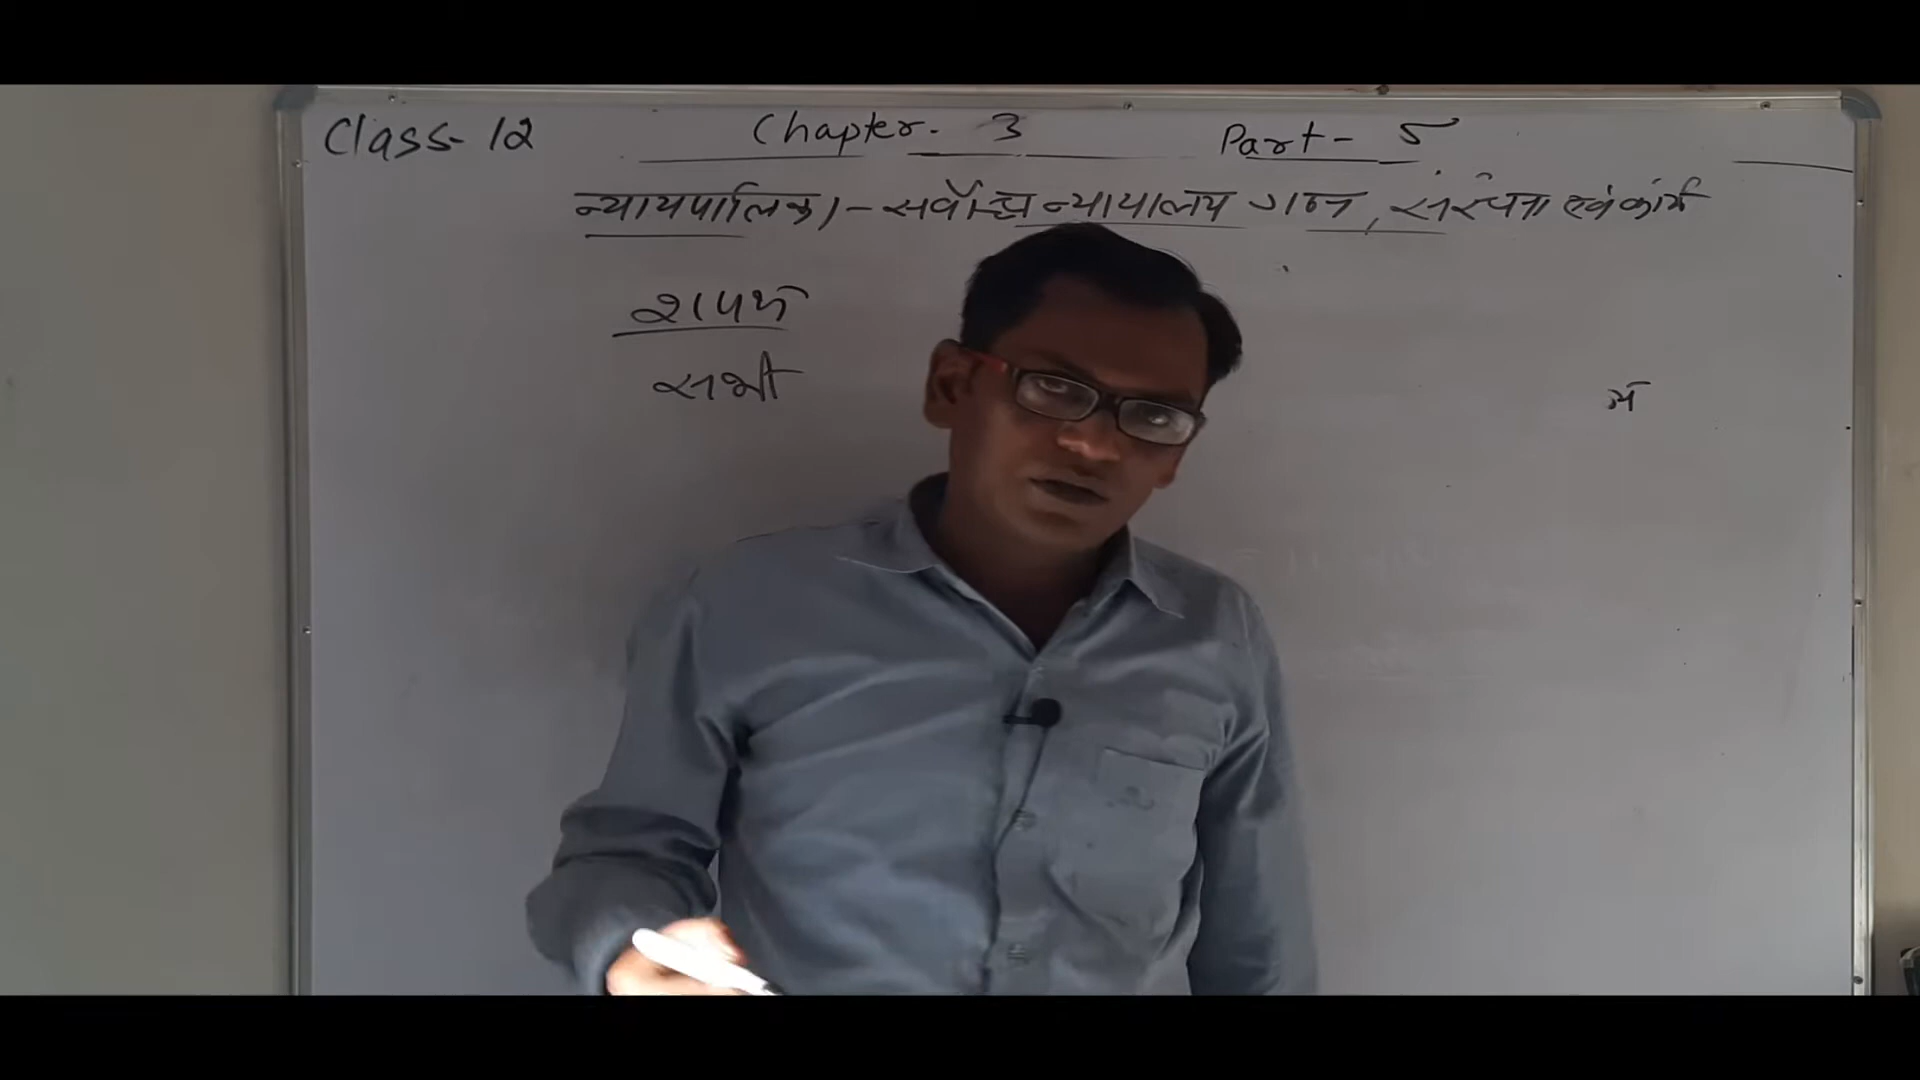 Class- 12 Chapter. 3 Part- 5
न्यायपालिका - सर्वोच्च न्यायालय गठन, संरचना एवं कार्य
शपथ
सभी
में